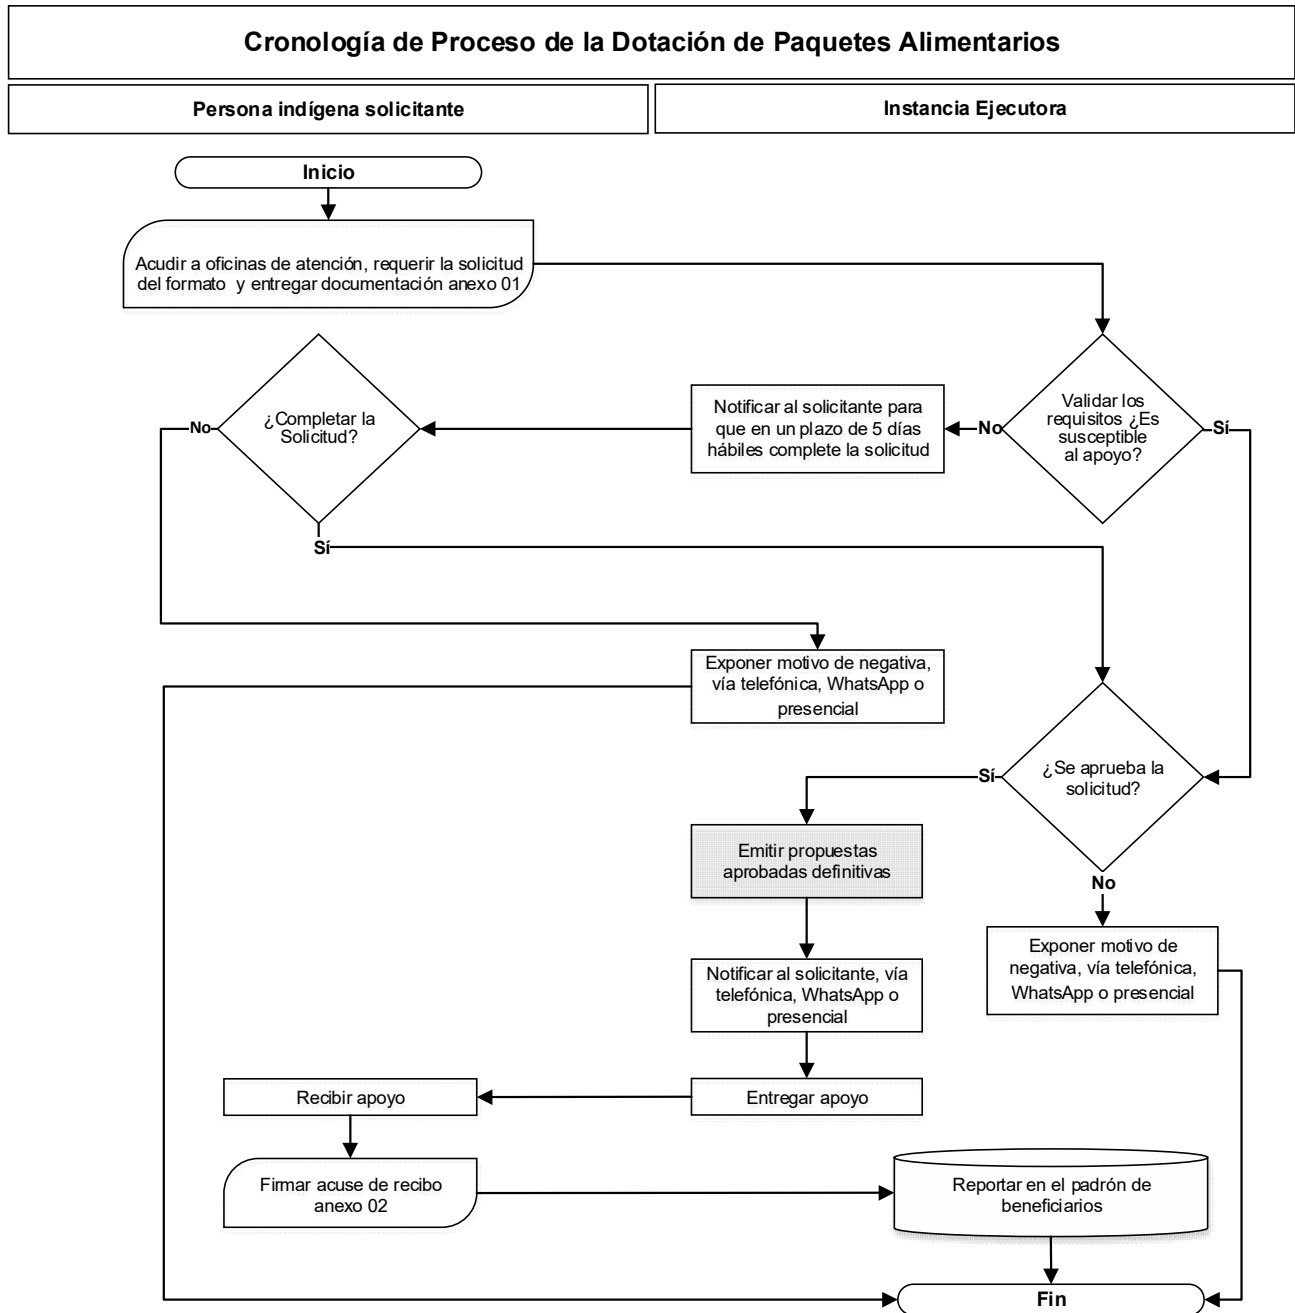 Cronología de Proceso de la Dotación de Paquetes Alimentarios
Persona indígena solicitante
Instancia Ejecutora
Inicio
Acudir a oficinas de atención, requerir la solicitud
del formato y entregar documentación anexo 01
¿Completar la
Solicitud?
No
Sí
Notificar al solicitante para
que en un plazo de 5 días
hábiles complete la solicitud
No
Validar los
requisitos ¿Es
susceptible
al apoyo?
Sí
Exponer motivo de negativa,
vía telefónica, WhatsApp o
presencial
Sí
¿Se aprueba la
solicitud?
No
Emitir propuestas
aprobadas definitivas
Exponer motivo de
negativa, vía telefónica,
WhatsApp o presencial
Notificar al solicitante, vía
telefónica, WhatsApp o
presencial
Recibir apoyo
Entregar apoyo
Firmar acuse de recibo
anexo 02
Reportar en el padrón de
beneficiarios
Fin